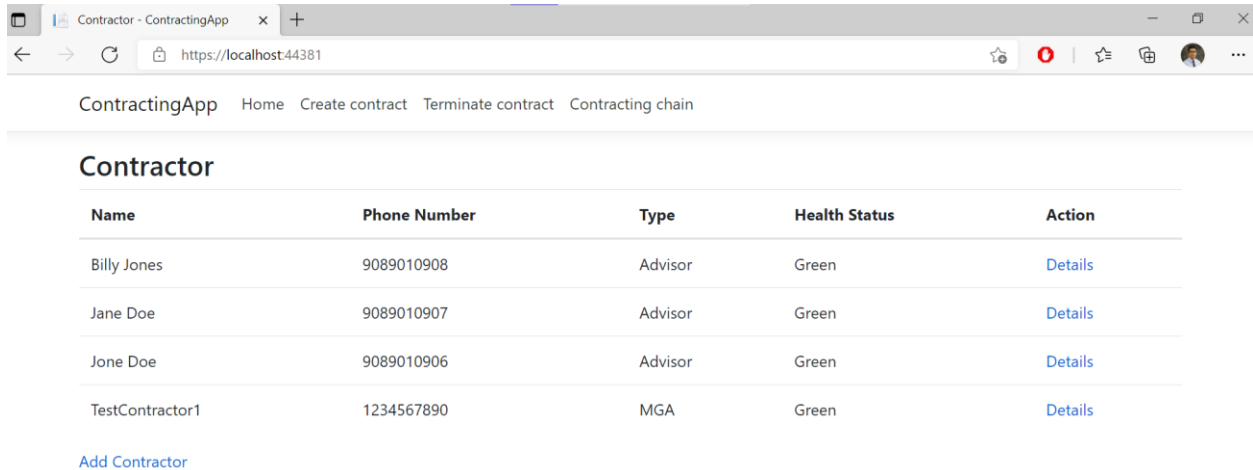 Contractor - ContractingApp
https://localhost:44381
ContractingApp Home Create contract Terminate contract Contracting chain
Contractor
Name Phone Number Type Health Status Action
Billy Jones 9089010908 Advisor Green Details
Jane Doe 9089010907 Advisor Green Details
Jone Doe 9089010906 Advisor Green Details
TestContractor1 1234567890 MGA Green Details
Add Contractor